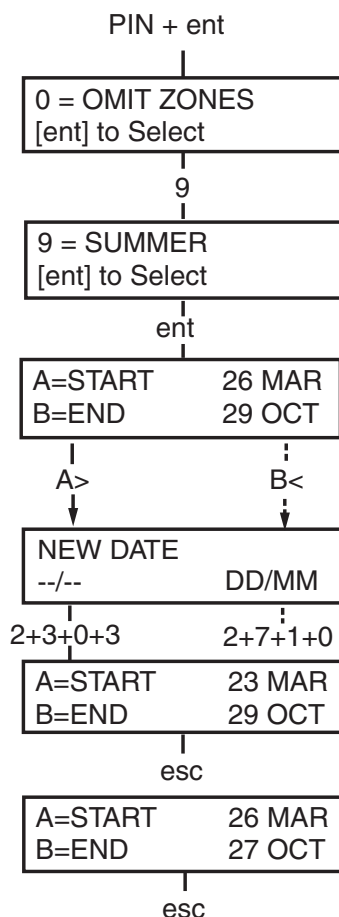 PIN + ent
0 = OMIT ZONES
[ent] to Select
9
9 = SUMMER
[ent] to Select
ent
A=START 26 MAR
B=END 29 OCT
A> B<
NEW DATE
--/-- DD/MM
2+3+0+3 2+7+1+0
A=START 23 MAR
B=END 29 OCT
esc
A=START 26 MAR
B=END 27 OCT
esc